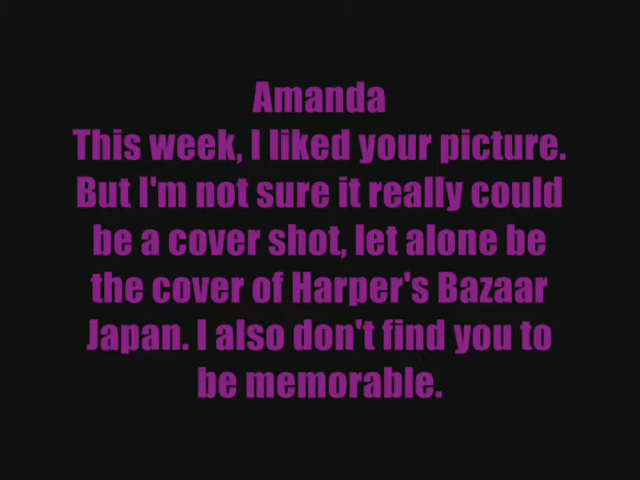 Amanda
This week, I liked your picture.
But I'm not sure it really could
be a cover shot, let alone be
the cover of Harper's Bazaar
Japan. I also don't find you to
be memorable.